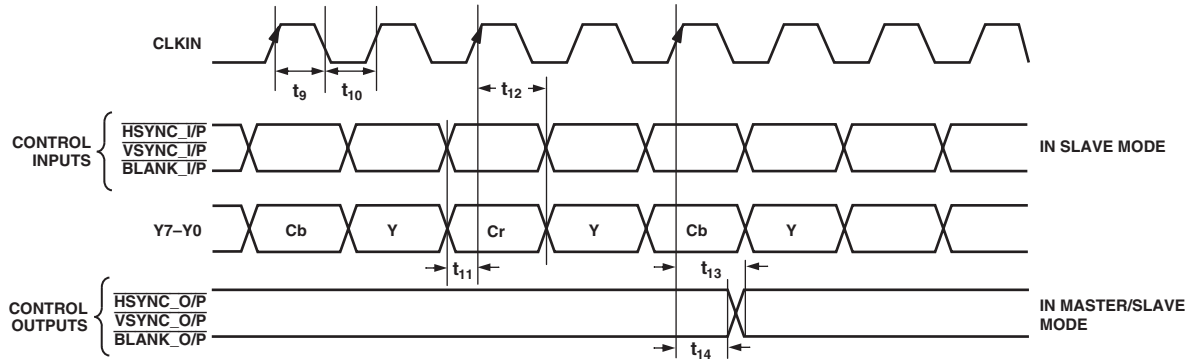 CLKIN
t9
t10
t12
CONTROL INPUTS
HSYNC_I/P
VSYNC_I/P
BLANK_I/P
IN SLAVE MODE
Y7–Y0
Cb
Y
Cr
Y
Cb
Y
t11
t13
CONTROL OUTPUTS
HSYNC_O/P
VSYNC_O/P
BLANK_O/P
IN MASTER/SLAVE MODE
t14